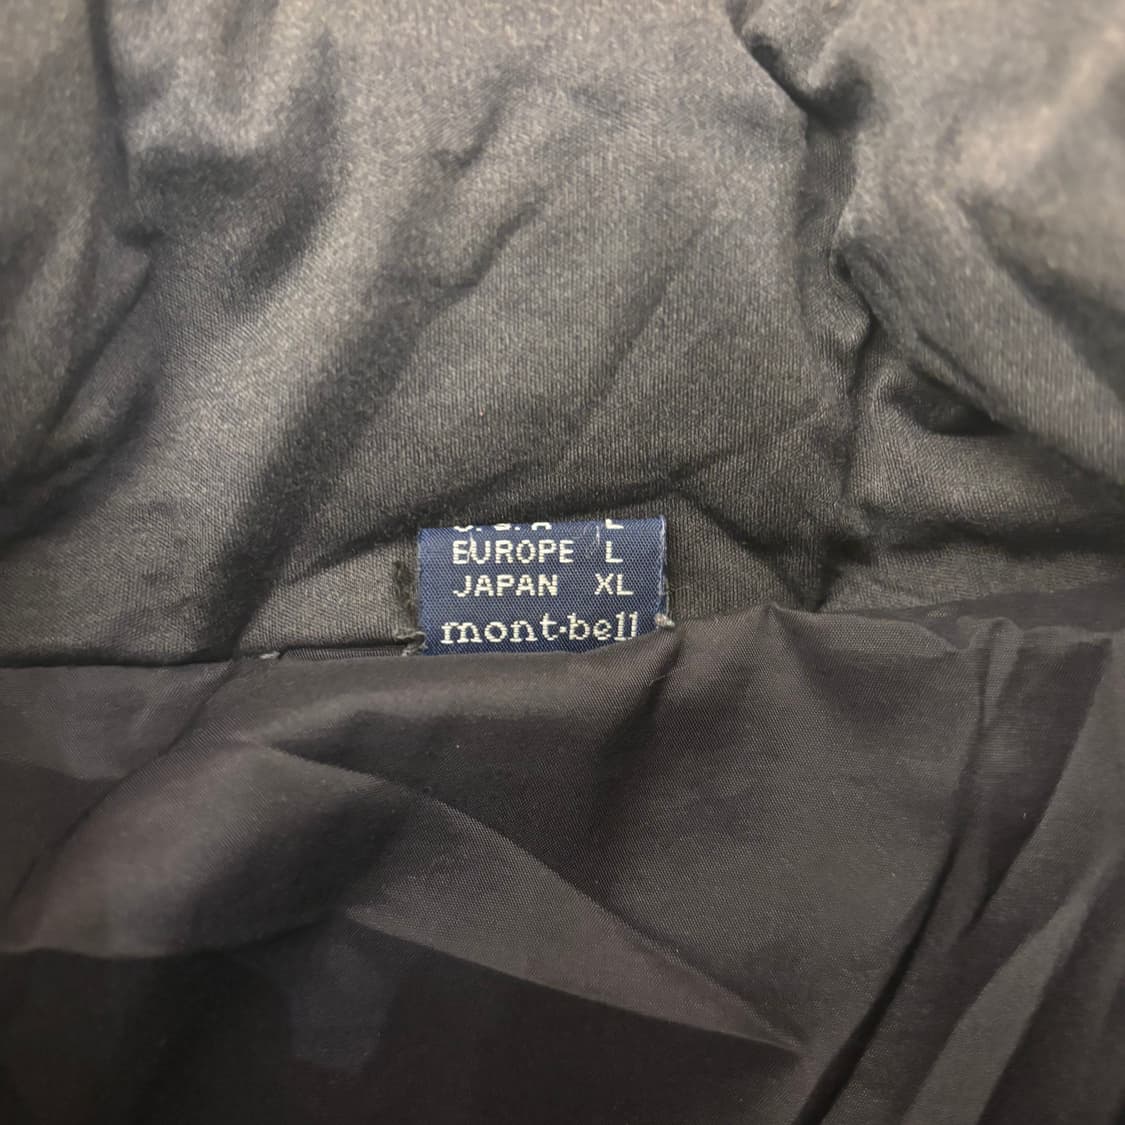 U.S.A L
EUROPE L
JAPAN XL
mont-bell